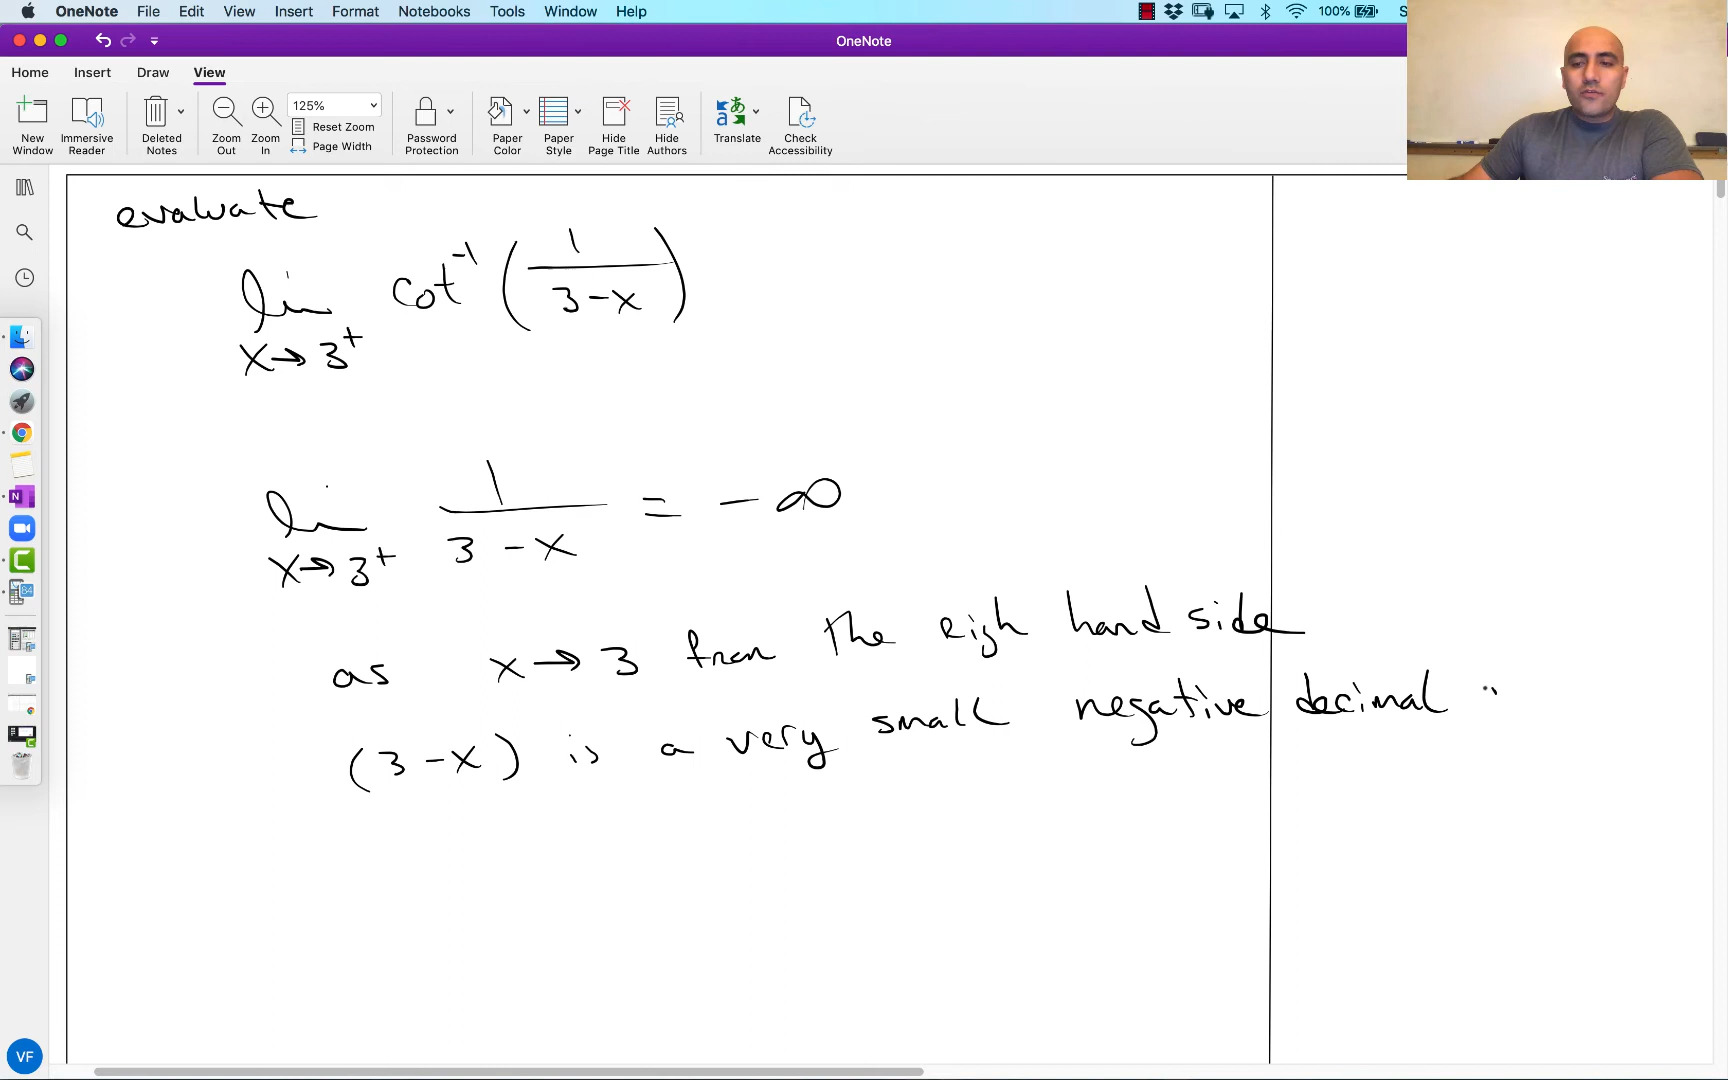 OneNote File Edit View Insert Format Notebooks Tools Window Help 100% S
OneNote
Home Insert Draw View
125%
Reset Zoom
Page Width
New Window
Immersive Reader
Deleted Notes
Zoom Out
Zoom In
Password Protection
Paper Color
Paper Style
Hide Page Title
Hide Authors
Translate
Check Accessibility
evaluate
lim x→3⁺ cot⁻¹ (1/(3-x))
lim x→3⁺ 1/(3-x) = -∞
as x→3 from the righ hand side
(3-x) is a very small negative decimal
N
84
VF